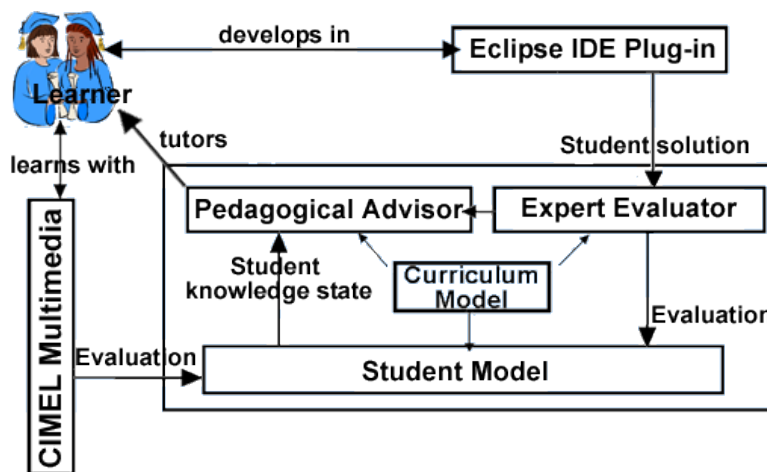 develops in
Eclipse IDE Plug-in
Learner
tutors
Student solution
learns with
Pedagogical Advisor
Expert Evaluator
Student
knowledge state
Curriculum
Model
Evaluation
Evaluation
Student Model
CIMEL Multimedia